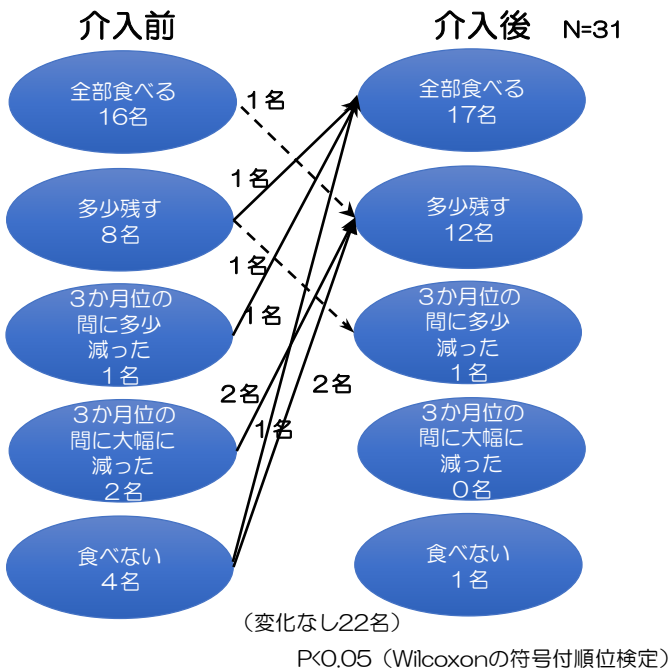 介入前
介入後 N=31
全部食べる
16名
全部食べる
17名
1名
1名
多少残す
8名
多少残す
12名
1名
1名
3か月位の
間に多少
減った
1名
3か月位の
間に多少
減った
1名
2名
2名
1名
3か月位の
間に大幅に
減った
2名
3か月位の
間に大幅に
減った
0名
食べない
4名
食べない
1名
(変化なし22名)
P<0.05(Wilcoxonの符号付順位検定)